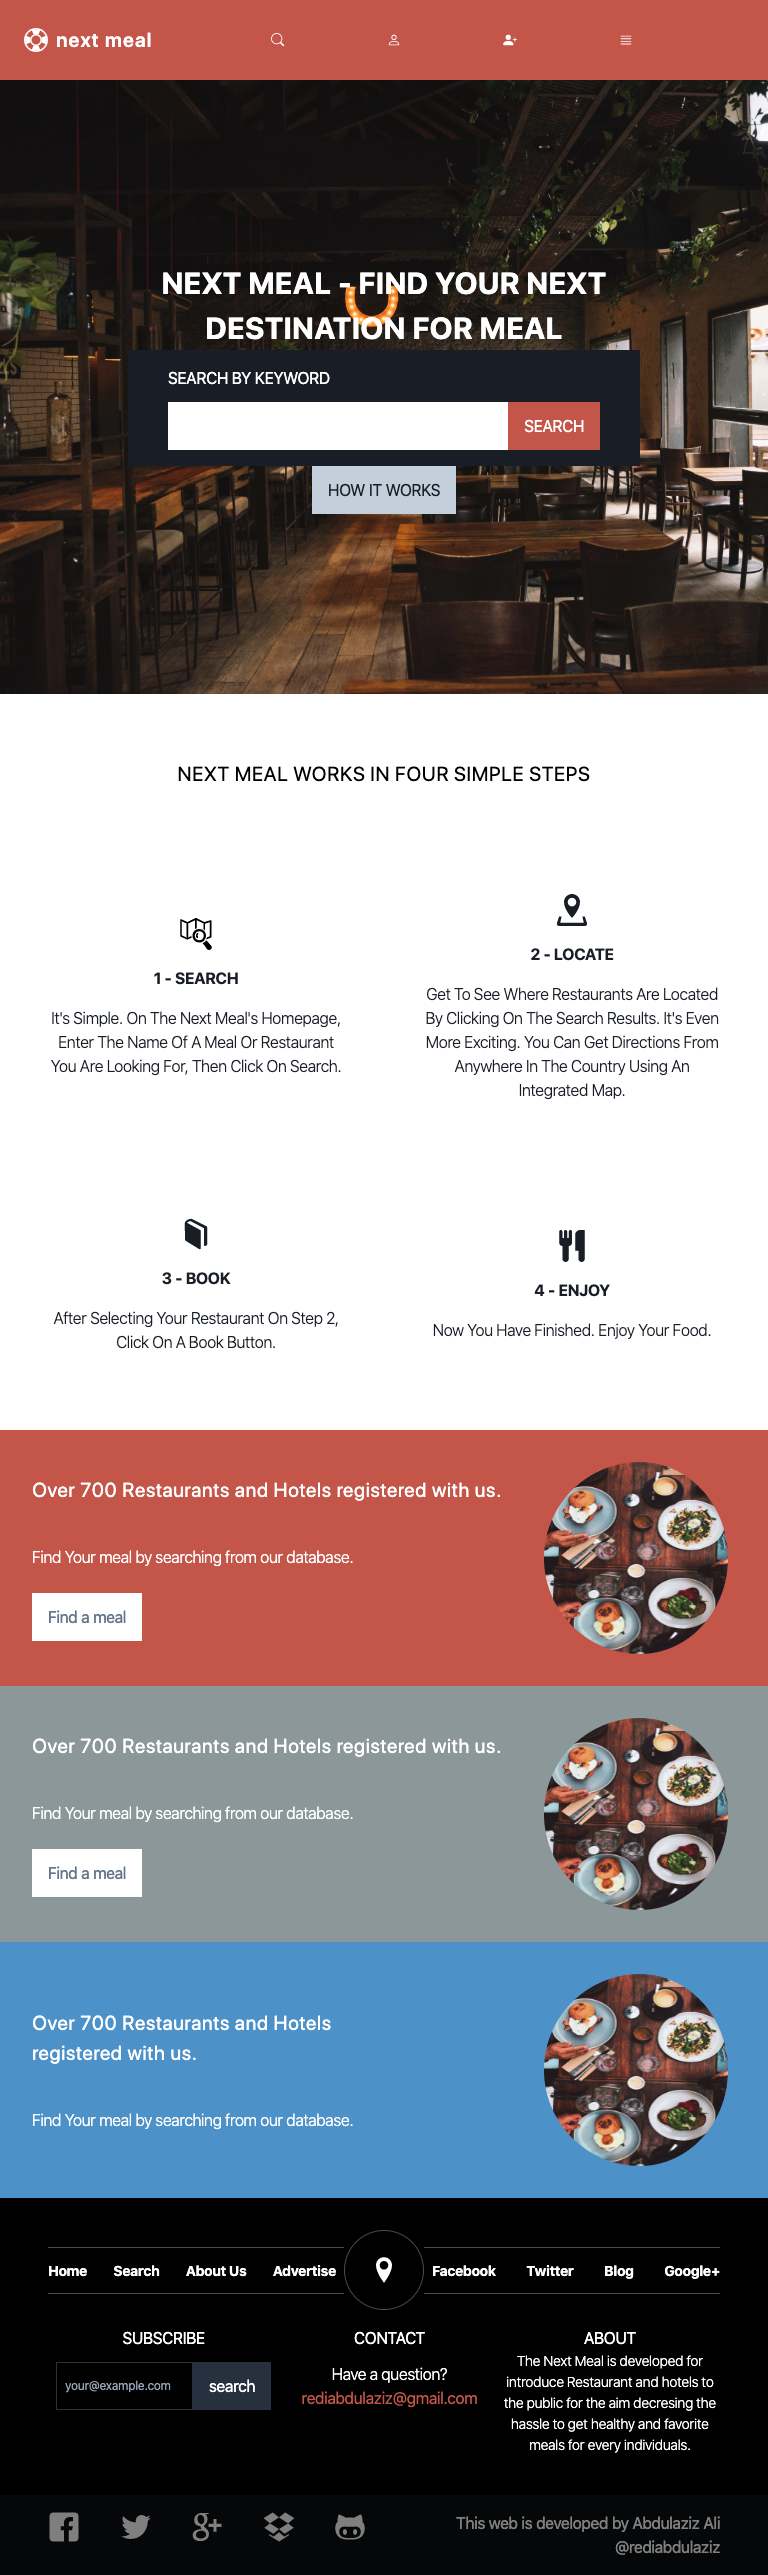 next meal
NEXT MEAL - FIND YOUR NEXT
DESTINATION FOR MEAL
SEARCH BY KEYWORD
SEARCH
HOW IT WORKS
NEXT MEAL WORKS IN FOUR SIMPLE STEPS
1 - SEARCH
It's Simple. On The Next Meal's Homepage,
Enter The Name Of A Meal Or Restaurant
You Are Looking For, Then Click On Search.
2 - LOCATE
Get To See Where Restaurants Are Located
By Clicking On The Search Results. It's Even
More Exciting. You Can Get Directions From
Anywhere In The Country Using An
Integrated Map.
3 - BOOK
After Selecting Your Restaurant On Step 2,
Click On A Book Button.
4 - ENJOY
Now You Have Finished. Enjoy Your Food.
Over 700 Restaurants and Hotels registered with us.
Find Your meal by searching from our database.
Find a meal
Over 700 Restaurants and Hotels registered with us.
Find Your meal by searching from our database.
Find a meal
Over 700 Restaurants and Hotels
registered with us.
Find Your meal by searching from our database.
Home Search About Us Advertise Facebook Twitter Blog Google+
SUBSCRIBE
your@example.com search
CONTACT
Have a question?
rediabdulaziz@gmail.com
ABOUT
The Next Meal is developed for
introduce Restaurant and hotels to
the public for the aim decresing the
hassle to get healthy and favorite
meals for every individuals.
This web is developed by Abdulaziz Ali
@rediabdulaziz